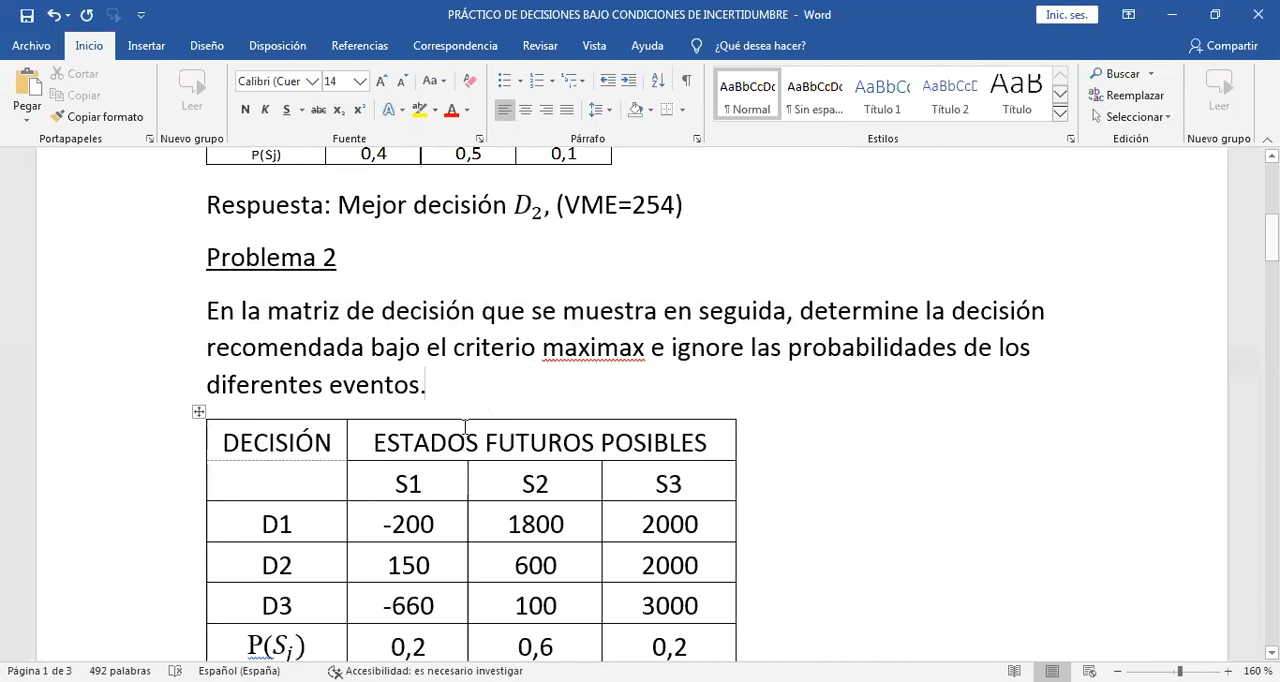 PRÁCTICO DE DECISIONES BAJO CONDICIONES DE INCERTIDUMBRE - Word
Inic. ses.
Archivo Inicio Insertar Diseño Disposición Referencias Correspondencia Revisar Vista Ayuda ¿Qué desea hacer? Compartir
Pegar
Cortar
Copiar
Copiar formato
Leer
Calibri (Cuer 14
Aa
N K S abc x₂ x²
AaBbCcDc AaBbCcDc AaBbCc AaBbCcD AaB
¶ Normal ¶ Sin espa... Título 1 Título 2 Título
Buscar
Reemplazar
Seleccionar
Leer
Portapapeles Nuevo grupo Fuente Párrafo Estilos Edición Nuevo grupo
P(Sj) 0,4 0,5 0,1
Respuesta: Mejor decisión D₂, (VME=254)
Problema 2
En la matriz de decisión que se muestra en seguida, determine la decisión
recomendada bajo el criterio maximax e ignore las probabilidades de los
diferentes eventos.
DECISIÓN ESTADOS FUTUROS POSIBLES
S1 S2 S3
D1 -200 1800 2000
D2 150 600 2000
D3 -660 100 3000
P(Sⱼ) 0,2 0,6 0,2
Página 1 de 3 492 palabras Español (España) Accesibilidad: es necesario investigar 160 %